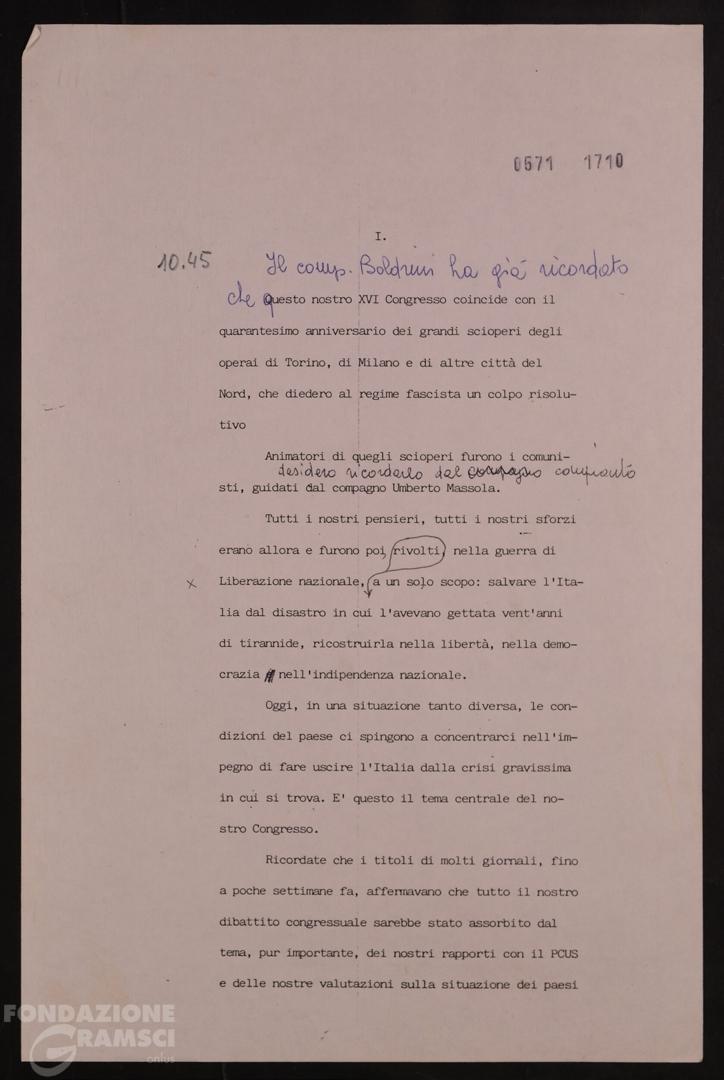 0571 1710
I.
10.45 Il comp. Boldrini ha già ricordato
che questo nostro XVI Congresso coincide con il
quarantesimo anniversario dei grandi scioperi degli
operai di Torino, di Milano e di altre città del
Nord, che diedero al regime fascista un colpo risolu-
tivo
Animatori di quegli scioperi furono i comuni-
desidero ricordarlo dal compagno compianto
sti, guidati dal compagno Umberto Massola.
Tutti i nostri pensieri, tutti i nostri sforzi
erano allora e furono poi, rivolti, nella guerra di
x Liberazione nazionale, a un solo scopo: salvare l'Ita-
lia dal disastro in cui l'avevano gettata vent'anni
di tirannide, ricostruirla nella libertà, nella demo-
crazia nell'indipendenza nazionale.
Oggi, in una situazione tanto diversa, le con-
dizioni del paese ci spingono a concentrarci nell'im-
pegno di fare uscire l'Italia dalla crisi gravissima
in cui si trova. E' questo il tema centrale del no-
stro Congresso.
Ricordate che i titoli di molti giornali, fino
a poche settimane fa, affermavano che tutto il nostro
dibattito congressuale sarebbe stato assorbito dal
tema, pur importante, dei nostri rapporti con il PCUS
e delle nostre valutazioni sulla situazione dei paesi
FONDAZIONE
GRAMSCI
onlus